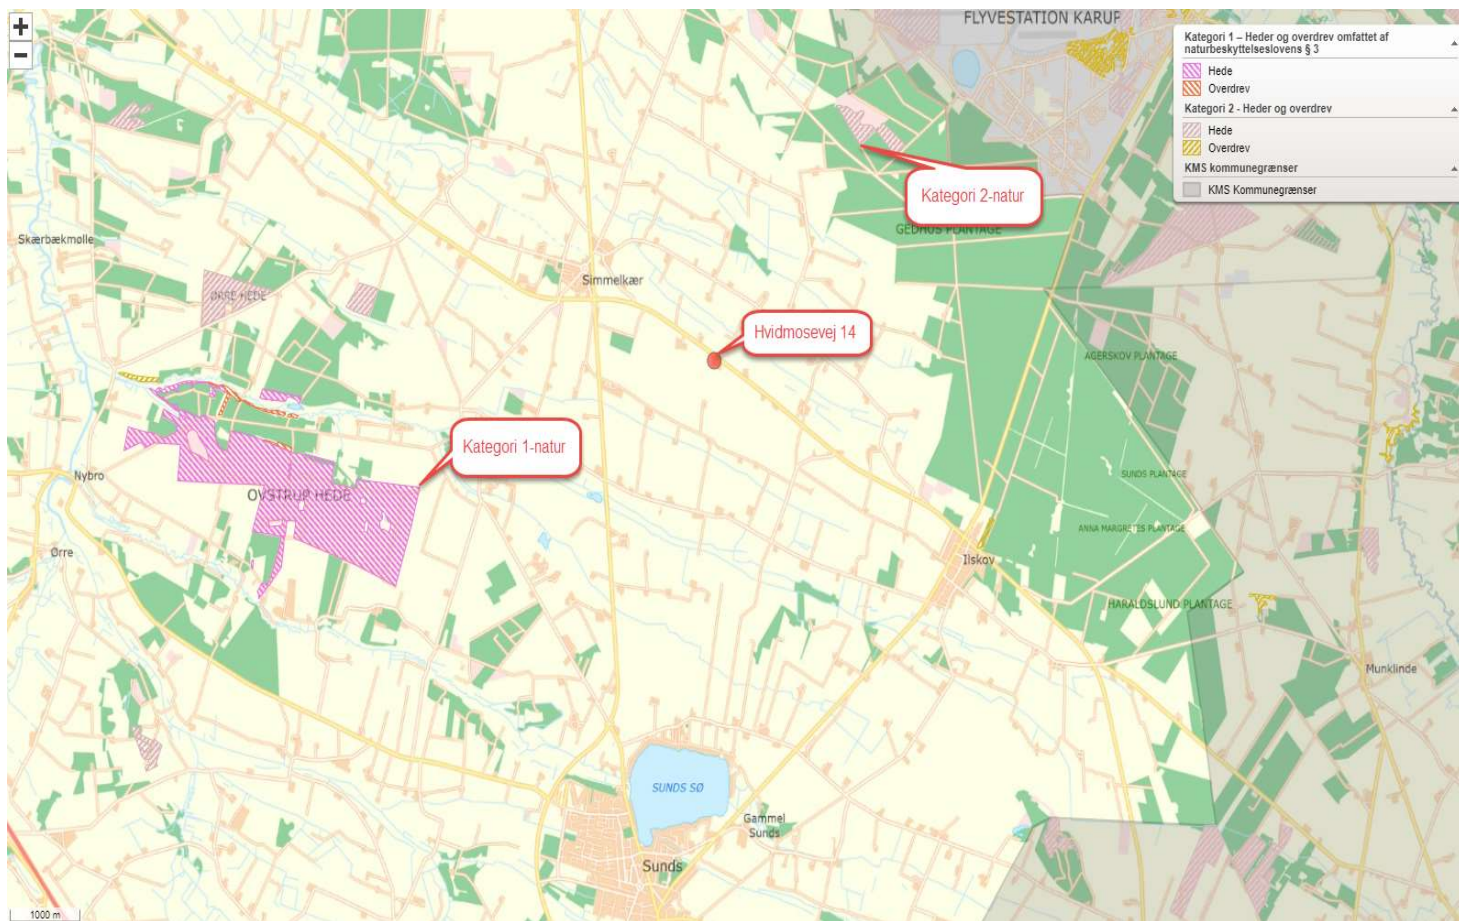 +
−
FLYVESTATION KARUP
Kategori 1 – Heder og overdrev omfattet af
naturbeskyttelseslovens § 3
Hede
Overdrev
Kategori 2 - Heder og overdrev
Hede
Overdrev
KMS kommunegrænser
KMS Kommunegrænser
Kategori 2-natur
GEDHUS PLANTAGE
Skærbækmølle
Simmelkær
ØRRE HEDE
Hvidmosevej 14
AGERSKOV PLANTAGE
Kategori 1-natur
Nybro
SUNDS PLANTAGE
OVSTRUP HEDE
ANNA MARGRETES PLANTAGE
Ørre
Ilskov
HARALDSLUND PLANTAGE
Munklinde
SUNDS SØ
Gammel
Sunds
Sunds
1000 m